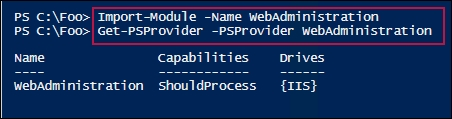 PS C:\Foo> Import-Module -Name WebAdministration
PS C:\Foo> Get-PSProvider -PSProvider WebAdministration
Name Capabilities Drives
---- ------------ ------
WebAdministration ShouldProcess {IIS}